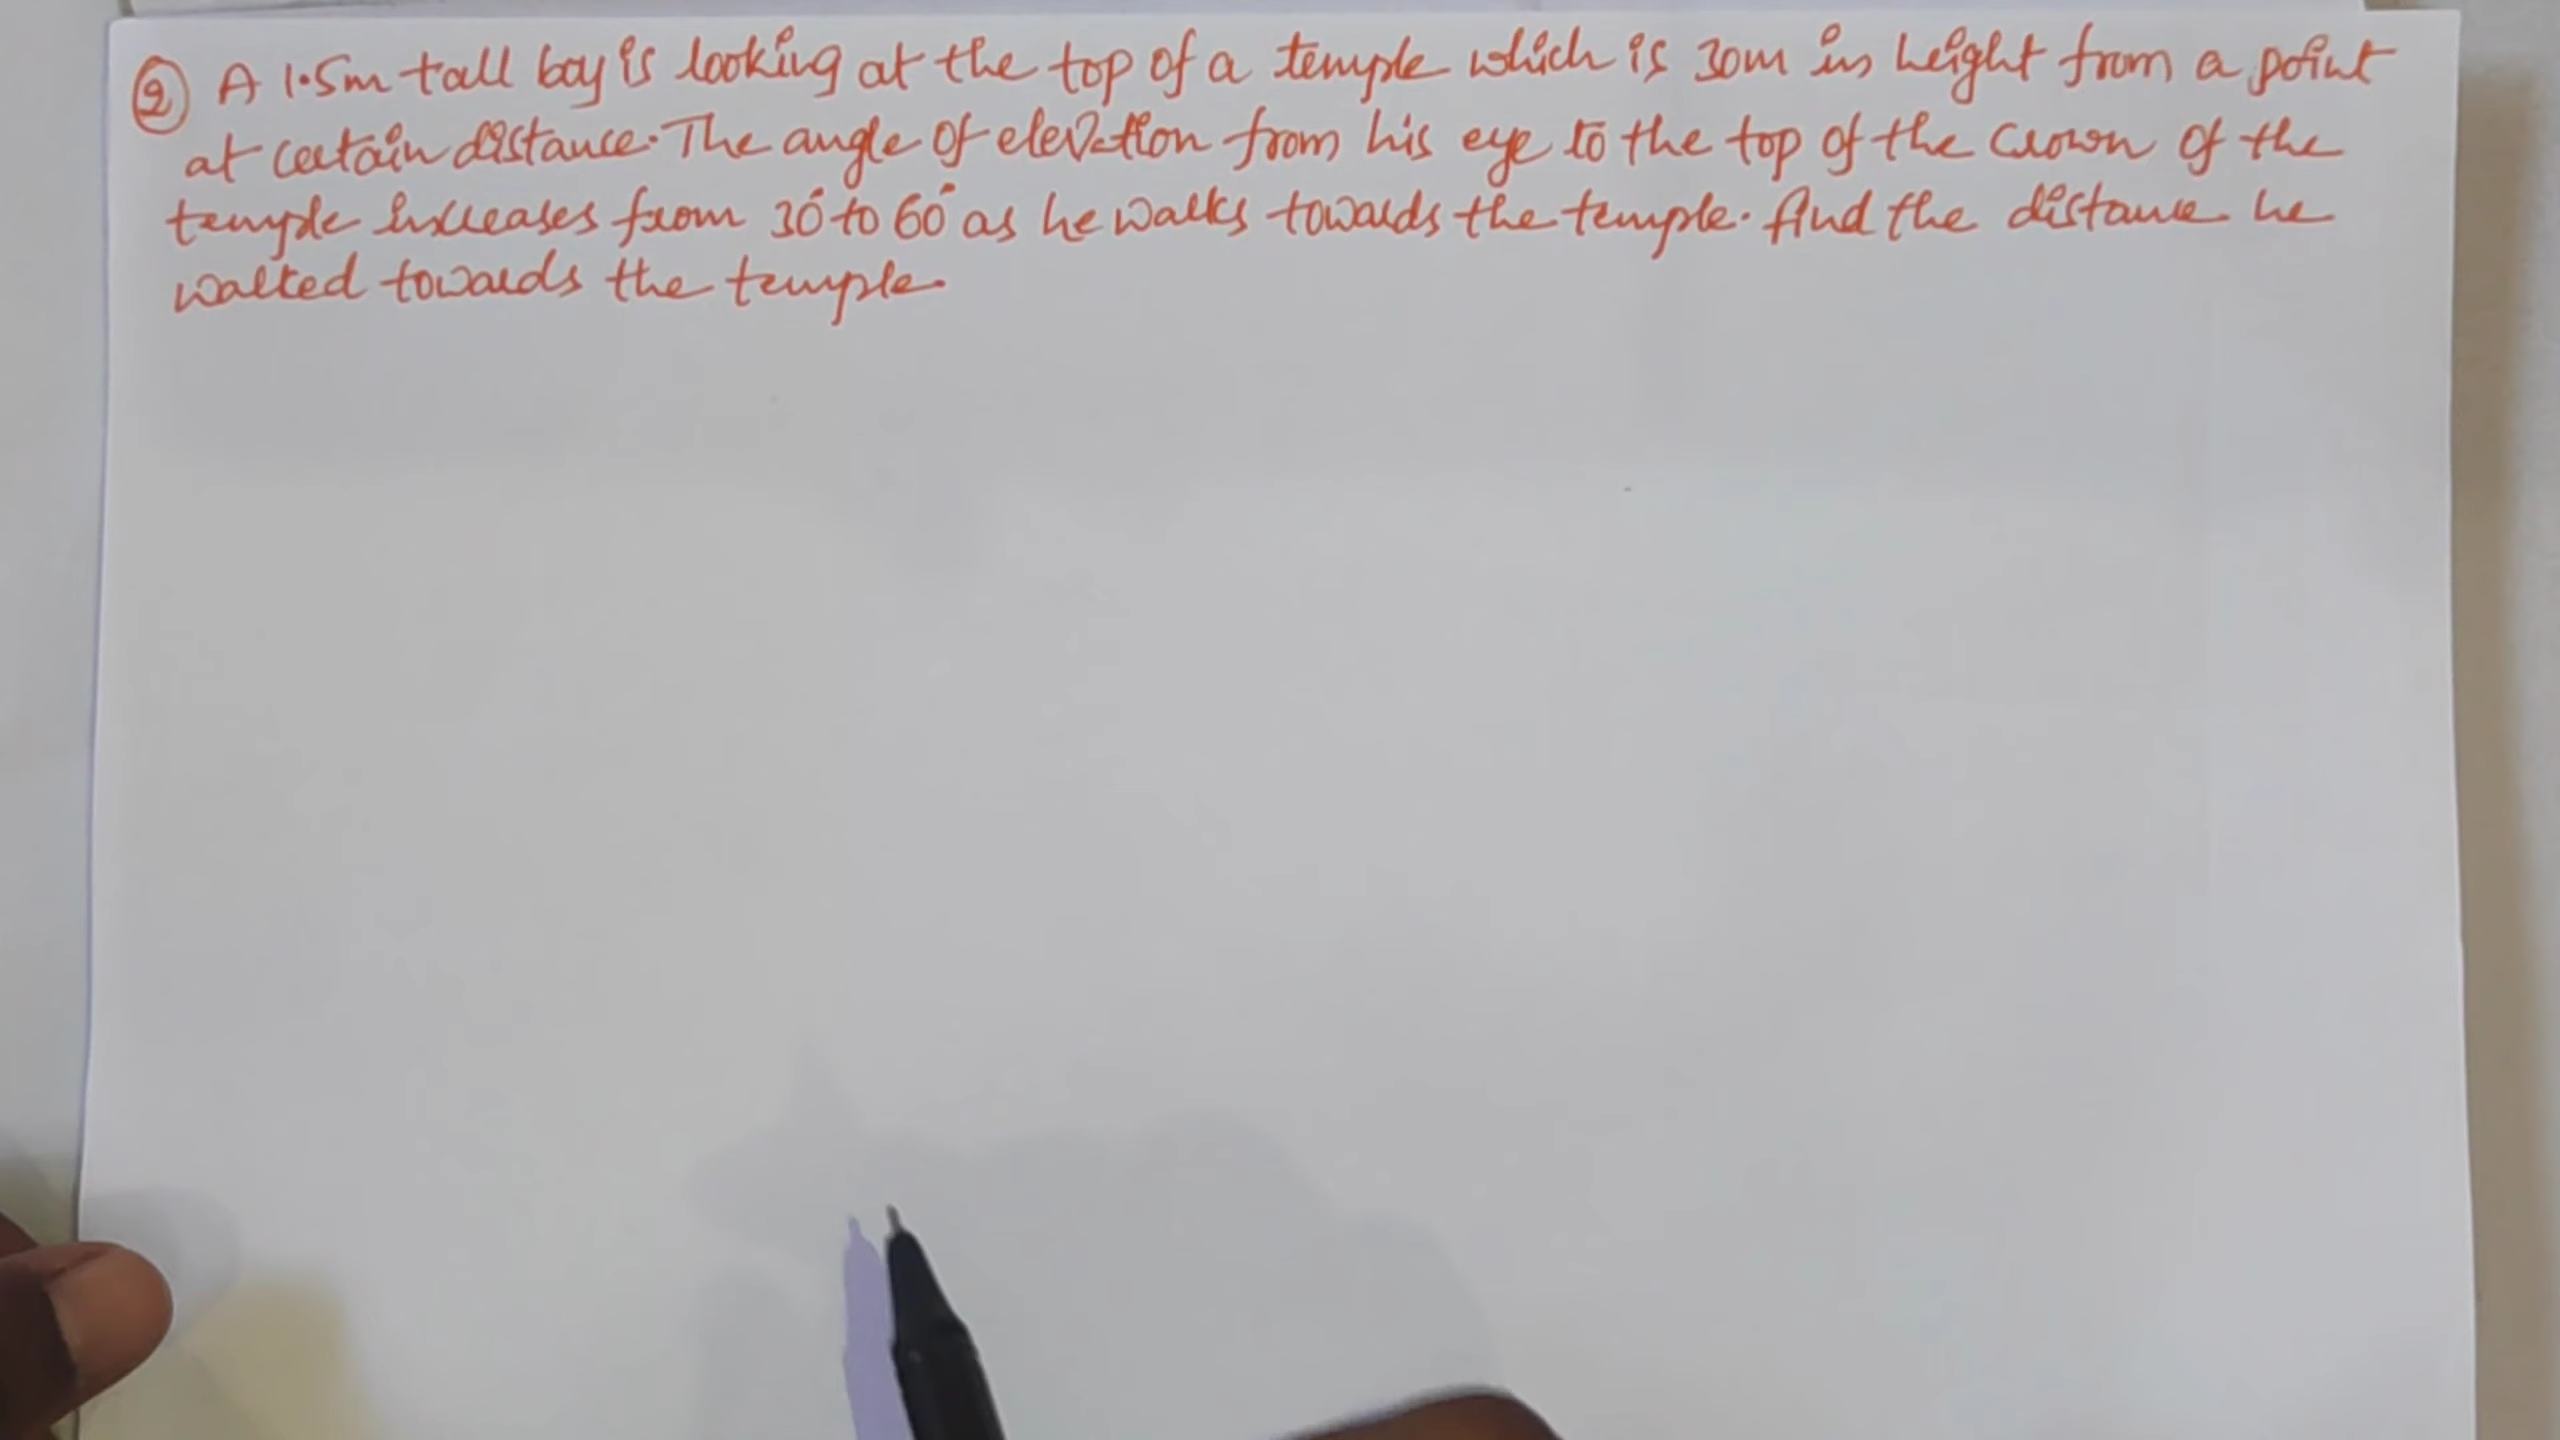 ② A 1.5m tall boy is looking at the top of a temple which is 30m in height from a point
at certain distance. The angle of elevation from his eye to the top of the crown of the
temple increases from 30° to 60° as he walks towards the temple. find the distance he
walked towards the temple.